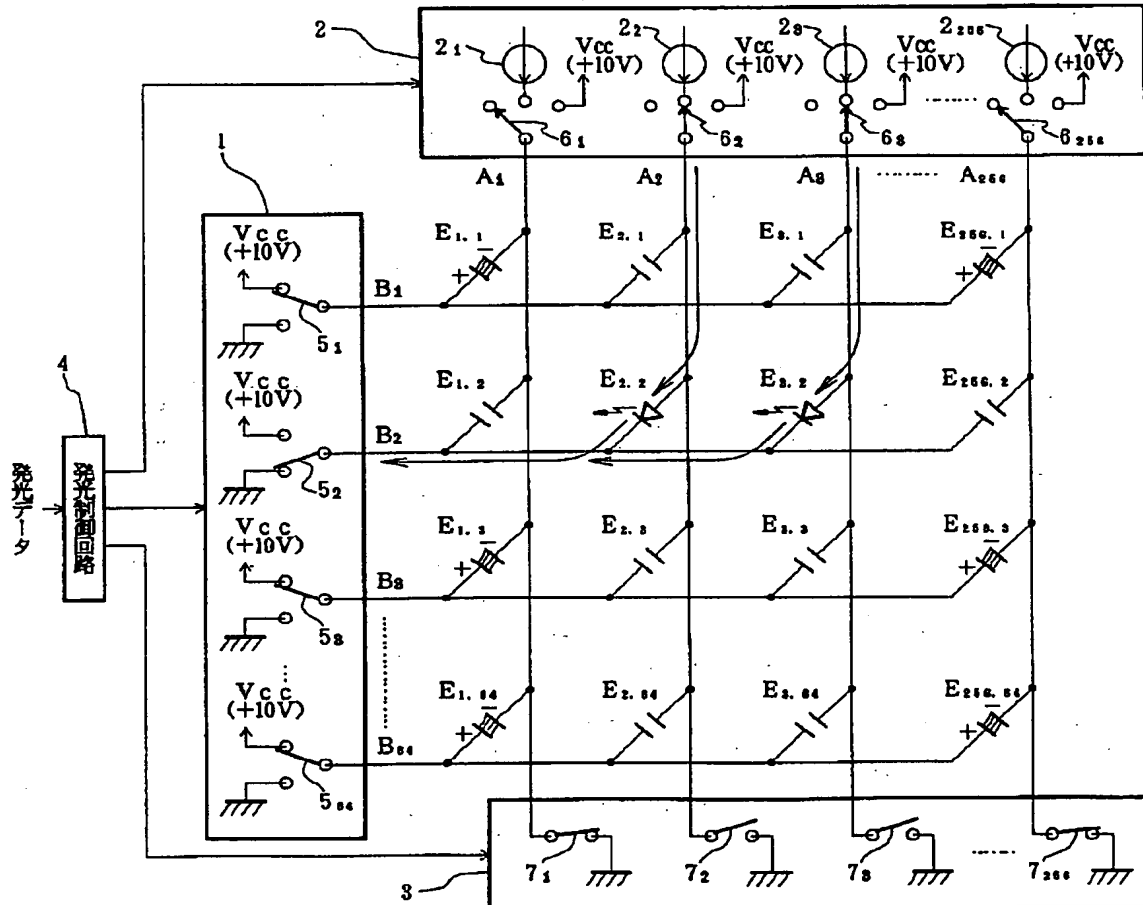 2
2₁
2₂
2₃
2₂₅₆
Vcc
(+10V)
Vcc
(+10V)
Vcc
(+10V)
Vcc
(+10V)
6₁
6₂
6₃
6₂₅₆
A₁
A₂
A₃
A₂₅₆
1
Vcc
(+10V)
5₁
B₁
E₁.₁
E₂.₁
E₃.₁
E₂₅₆.₁
+
−
+
−
Vcc
(+10V)
5₂
B₂
E₁.₂
E₂.₂
E₃.₂
E₂₅₆.₂
4
発光データ
発光制御回路
Vcc
(+10V)
5₃
B₃
E₁.₃
E₂.₃
E₃.₃
E₂₅₆.₃
+
−
+
−
Vcc
(+10V)
5₆₄
B₆₄
E₁.₆₄
E₂.₆₄
E₃.₆₄
E₂₅₆.₆₄
+
−
+
−
3
7₁
7₂
7₃
7₂₅₆